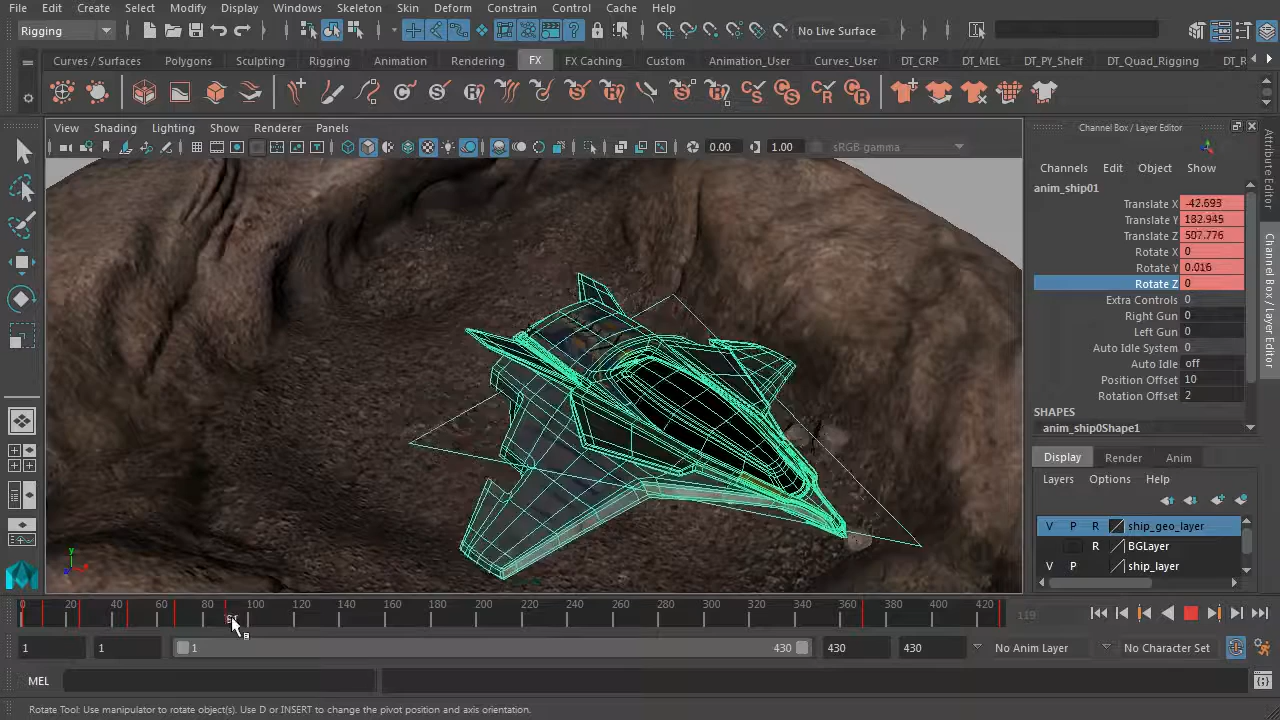 File Edit Create Select Modify Display Windows Skeleton Skin Deform Constrain Control Cache Help
Rigging No Live Surface
Curves / Surfaces Polygons Sculpting Rigging Animation Rendering FX FX Caching Custom Animation_User Curves_User DT_CRP DT_MEL DT_PY_Shelf DT_Quad_Rigging DT_R
View Shading Lighting Show Renderer Panels
0.00 1.00 sRGB gamma
Channel Box / Layer Editor
Channels Edit Object Show
anim_ship01
Translate X -42.693
Translate Y 182.945
Translate Z 507.776
Rotate X 0
Rotate Y 0.016
Rotate Z 0
Extra Controls 0
Right Gun 0
Left Gun 0
Auto Idle System 0
Auto Idle off
Position Offset 10
Rotation Offset 2
SHAPES
anim_ship0Shape1
Display Render Anim
Layers Options Help
V P R ship_geo_layer
R BGLayer
V P ship_layer
Attribute Editor
Channel Box / Layer Editor
y
0 20 40 60 80 100 120 140 160 180 200 220 240 260 280 300 320 340 360 380 400 420
119
1 1 1 430 430 430 No Anim Layer No Character Set
MEL
Rotate Tool: Use manipulator to rotate object(s). Use D or INSERT to change the pivot position and axis orientation.